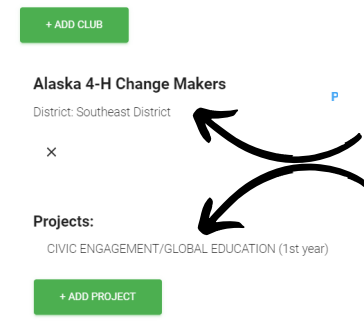 + ADD CLUB
Alaska 4-H Change Makers
P
District: Southeast District
Projects:
CIVIC ENGAGEMENT/GLOBAL EDUCATION (1st year)
+ ADD PROJECT